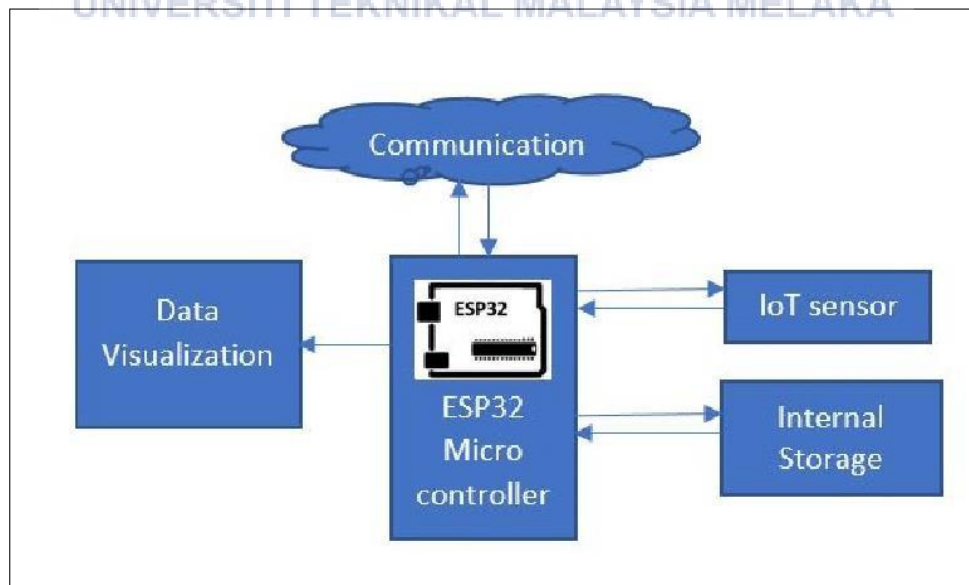 UNIVERSITI TEKNIKAL MALAYSIA MELAKA
Communication
Data
Visualization
ESP32
ESP32
Micro
controller
IoT sensor
Internal
Storage